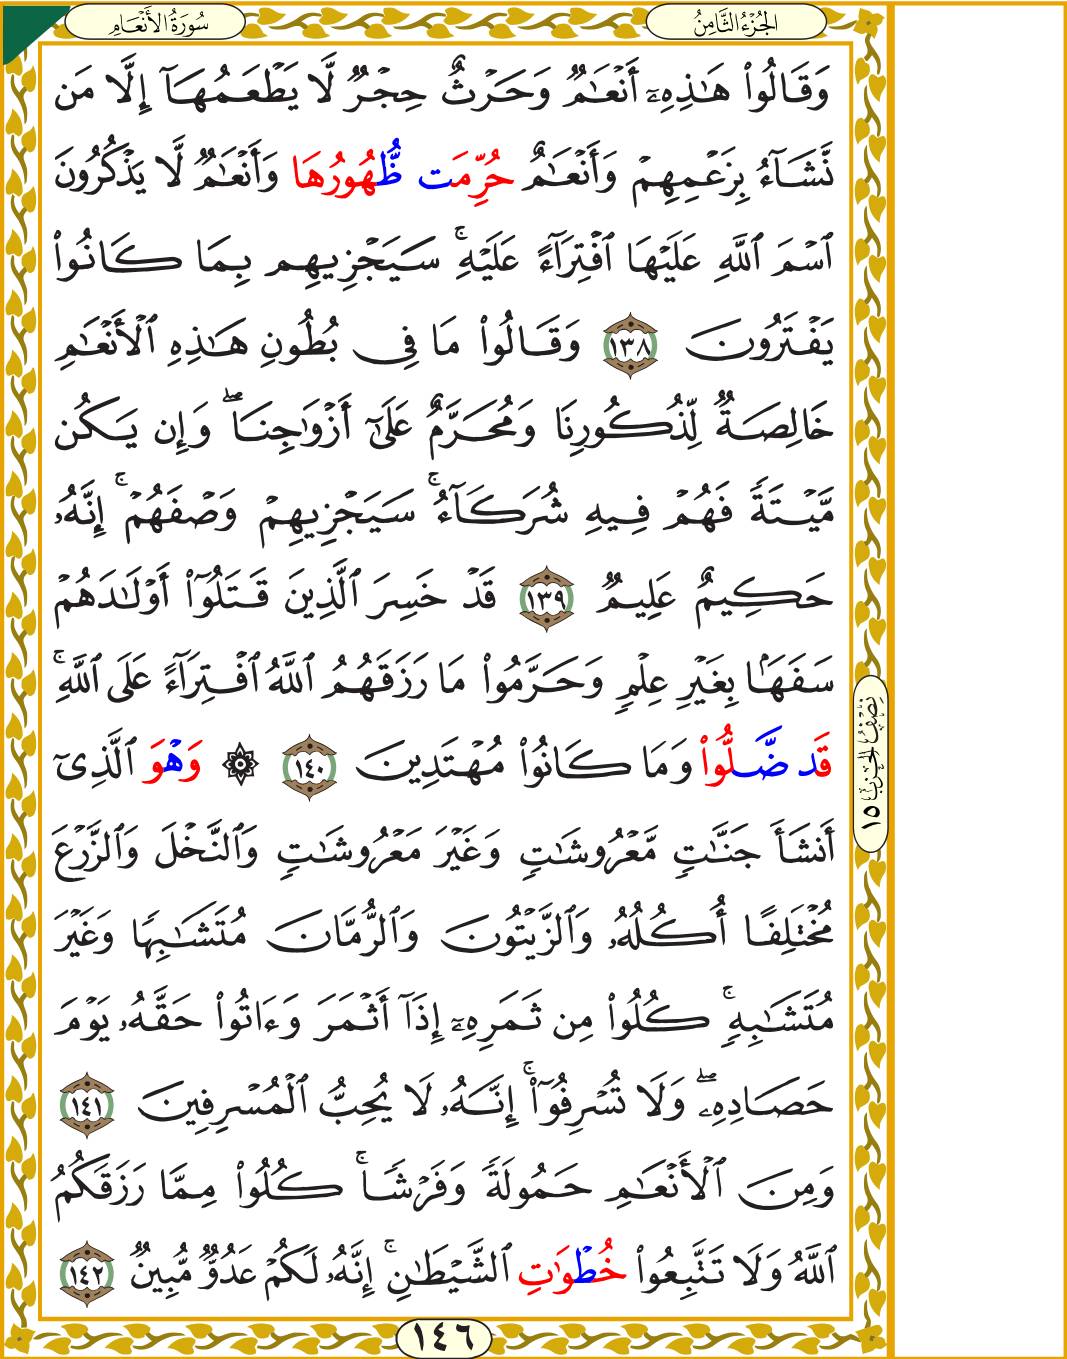 سُورَةُ الأَنْعَامِ
الجُزْءُ الثَّامِنُ
وَقَالُوا۟ هَـٰذِهِۦٓ أَنْعَـٰمٌ وَحَرْثٌ حِجْرٌ لَّا يَطْعَمُهَآ إِلَّا مَن
نَّشَآءُ بِزَعْمِهِمْ وَأَنْعَـٰمٌ حُرِّمَت ظُّهُورُهَا وَأَنْعَـٰمٌ لَّا يَذْكُرُونَ
ٱسْمَ ٱللَّهِ عَلَيْهَا ٱفْتِرَآءً عَلَيْهِ ۚ سَيَجْزِيهِم بِمَا كَانُوا۟
يَفْتَرُونَ ١٣٨ وَقَالُوا۟ مَا فِى بُطُونِ هَـٰذِهِ ٱلْأَنْعَـٰمِ
خَالِصَةٌ لِّذُكُورِنَا وَمُحَرَّمٌ عَلَىٰٓ أَزْوَٰجِنَا ۖ وَإِن يَكُن
مَّيْتَةً فَهُمْ فِيهِ شُرَكَآءُ ۚ سَيَجْزِيهِمْ وَصْفَهُمْ ۚ إِنَّهُۥ
حَكِيمٌ عَلِيمٌ ١٣٩ قَدْ خَسِرَ ٱلَّذِينَ قَتَلُوٓا۟ أَوْلَـٰدَهُمْ
سَفَهًۢا بِغَيْرِ عِلْمٍ وَحَرَّمُوا۟ مَا رَزَقَهُمُ ٱللَّهُ ٱفْتِرَآءً عَلَى ٱللَّهِ ۚ
قَد ضَّلُّوا۟ وَمَا كَانُوا۟ مُهْتَدِينَ ١٤٠ ۞ وَهْوَ ٱلَّذِىٓ
أَنشَأَ جَنَّـٰتٍ مَّعْرُوشَـٰتٍ وَغَيْرَ مَعْرُوشَـٰتٍ وَٱلنَّخْلَ وَٱلزَّرْعَ
مُخْتَلِفًا أُكُلُهُۥ وَٱلزَّيْتُونَ وَٱلرُّمَّانَ مُتَشَـٰبِهًا وَغَيْرَ
مُتَشَـٰبِهٍ ۚ كُلُوا۟ مِن ثَمَرِهِۦٓ إِذَآ أَثْمَرَ وَءَاتُوا۟ حَقَّهُۥ يَوْمَ
حَصَادِهِۦ ۖ وَلَا تُسْرِفُوٓا۟ ۚ إِنَّهُۥ لَا يُحِبُّ ٱلْمُسْرِفِينَ ١٤١
وَمِنَ ٱلْأَنْعَـٰمِ حَمُولَةً وَفَرْشًا ۚ كُلُوا۟ مِمَّا رَزَقَكُمُ
ٱللَّهُ وَلَا تَتَّبِعُوا۟ خُطْوَٰتِ ٱلشَّيْطَـٰنِ ۚ إِنَّهُۥ لَكُمْ عَدُوٌّ مُّبِينٌ ١٤٢
نِصْفُ الحِزْبِ ١٥
١٤٦